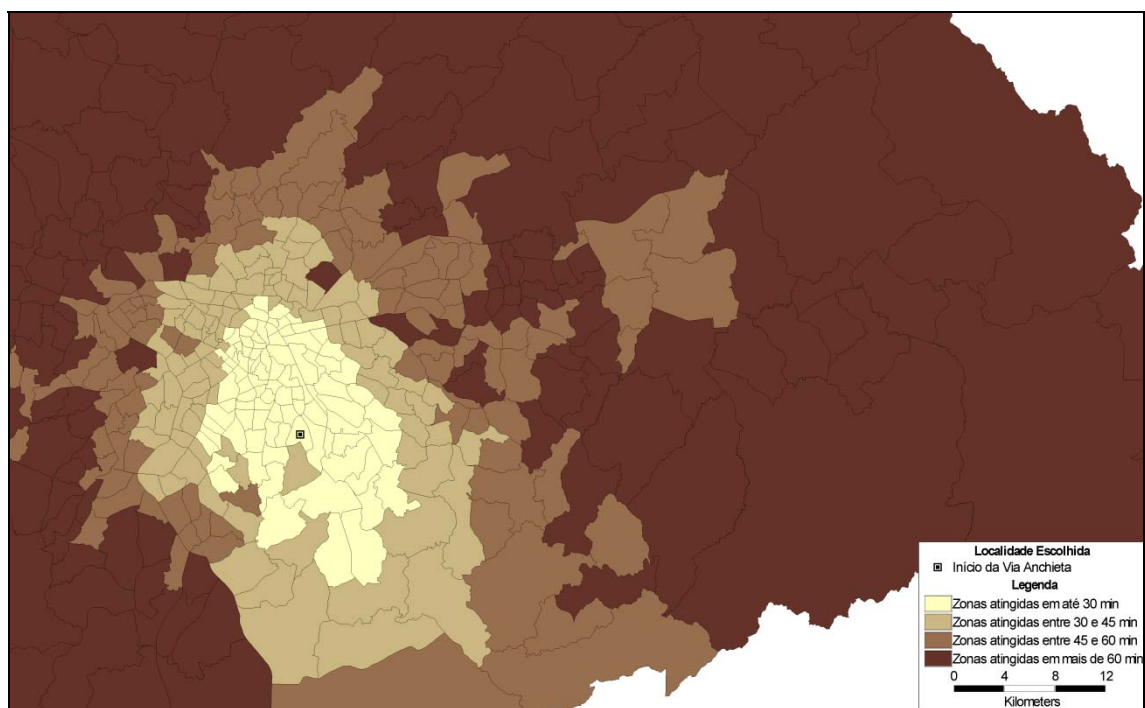 Localidade Escolhida
Início da Via Anchieta
Legenda
Zonas atingidas em até 30 min
Zonas atingidas entre 30 e 45 min
Zonas atingidas entre 45 e 60 min
Zonas atingidas em mais de 60 min
0 4 8 12
Kilometers